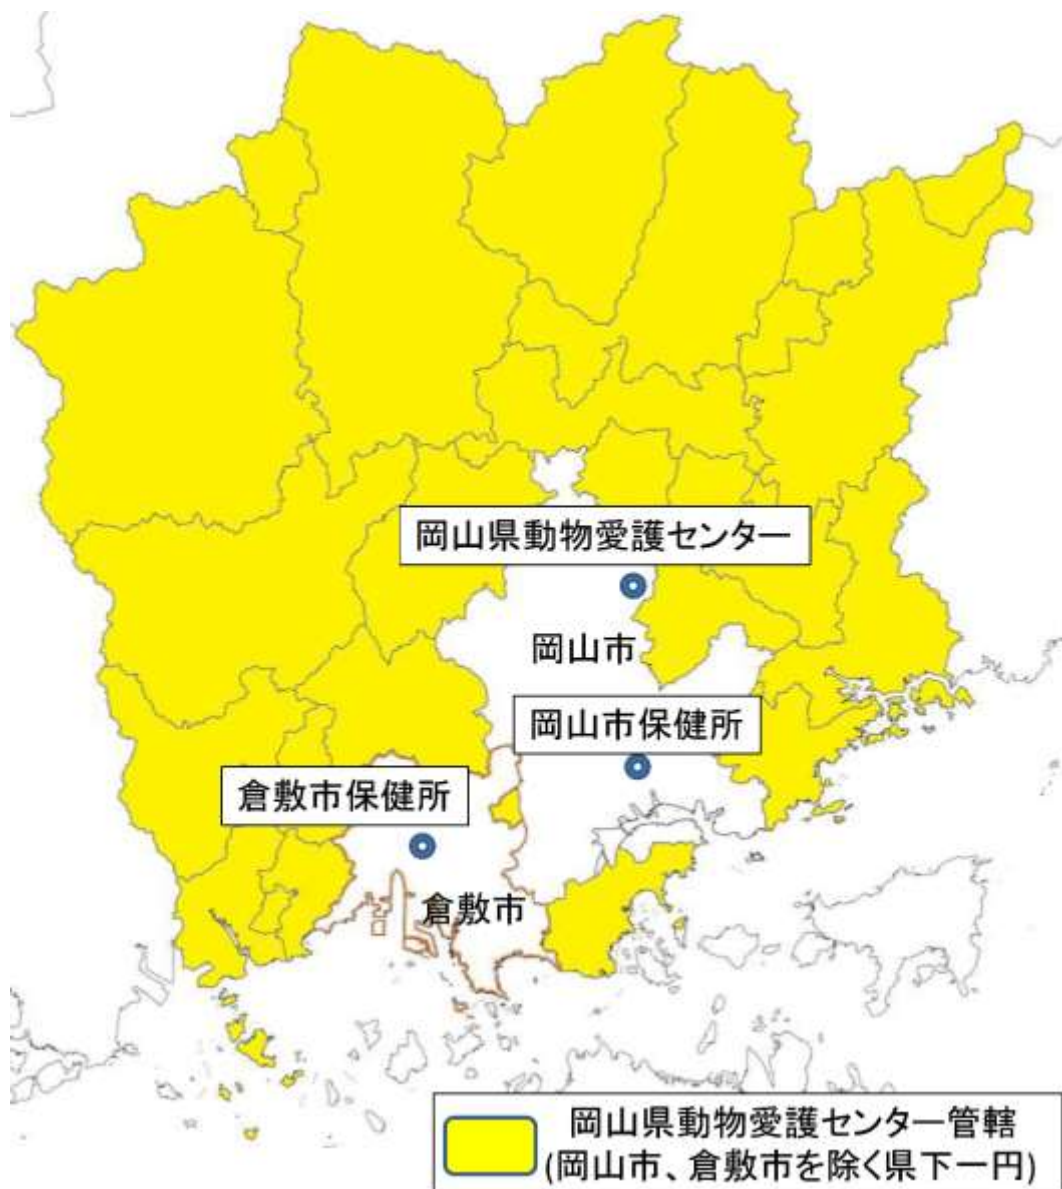 岡山県動物愛護センター
岡山市
岡山市保健所
倉敷市保健所
倉敷市
岡山県動物愛護センター管轄
(岡山市、倉敷市を除く県下一円)